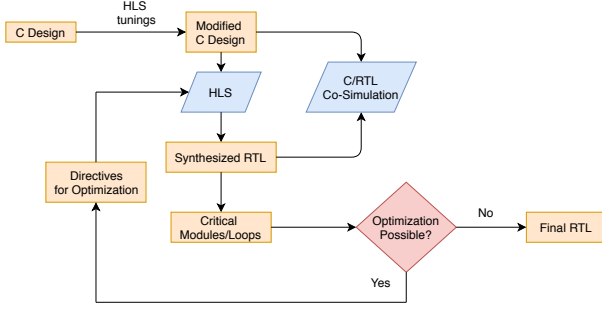 HLS
tunings
C Design
Modified
C Design
C/RTL
Co-Simulation
HLS
Synthesized RTL
Directives
for Optimization
Critical
Modules/Loops
Optimization
Possible?
No
Final RTL
Yes